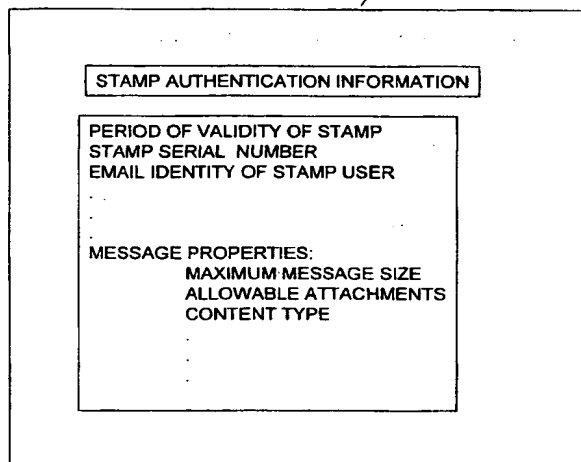 STAMP AUTHENTICATION INFORMATION
PERIOD OF VALIDITY OF STAMP
STAMP SERIAL NUMBER
EMAIL IDENTITY OF STAMP USER
.
.
.
MESSAGE PROPERTIES:
MAXIMUM MESSAGE SIZE
ALLOWABLE ATTACHMENTS
CONTENT TYPE
.
.
.